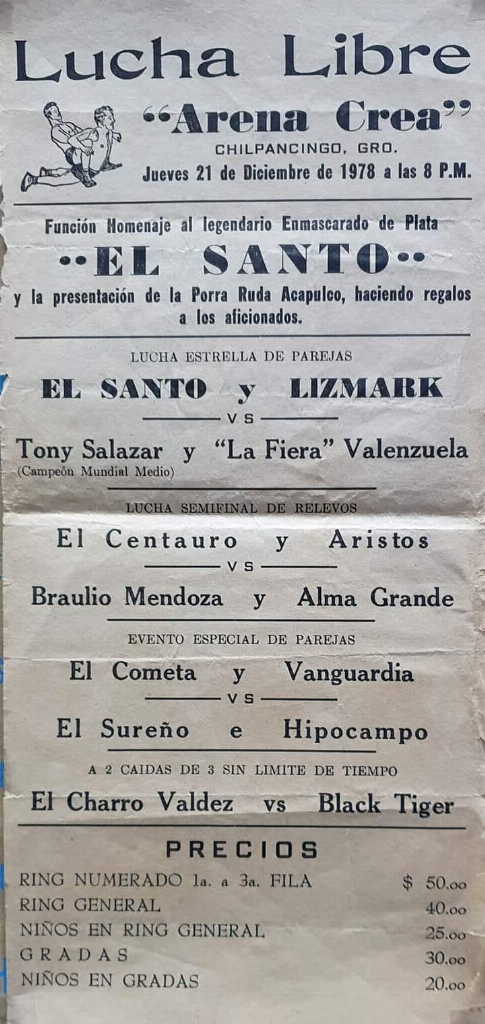 Lucha Libre
"Arena Crea"
CHILPANCINGO, GRO.
Jueves 21 de Diciembre de 1978 a las 8 P.M.
Función Homenaje al legendario Enmascarado de Plata
··EL SANTO··
y la presentación de la Porra Ruda Acapulco, haciendo regalos
a los aficionados.
LUCHA ESTRELLA DE PAREJAS
EL SANTO y LIZMARK
VS
Tony Salazar y "La Fiera" Valenzuela
(Campeón Mundial Medio)
LUCHA SEMIFINAL DE RELEVOS
El Centauro y Aristos
VS
Braulio Mendoza y Alma Grande
EVENTO ESPECIAL DE PAREJAS
El Cometa y Vanguardia
VS
El Sureño e Hipocampo
A 2 CAIDAS DE 3 SIN LIMITE DE TIEMPO
El Charro Valdez vs Black Tiger
PRECIOS
RING NUMERADO 1a. a 3a. FILA $ 50.00
RING GENERAL 40.00
NIÑOS EN RING GENERAL 25.00
GRADAS 30.00
NIÑOS EN GRADAS 20.00